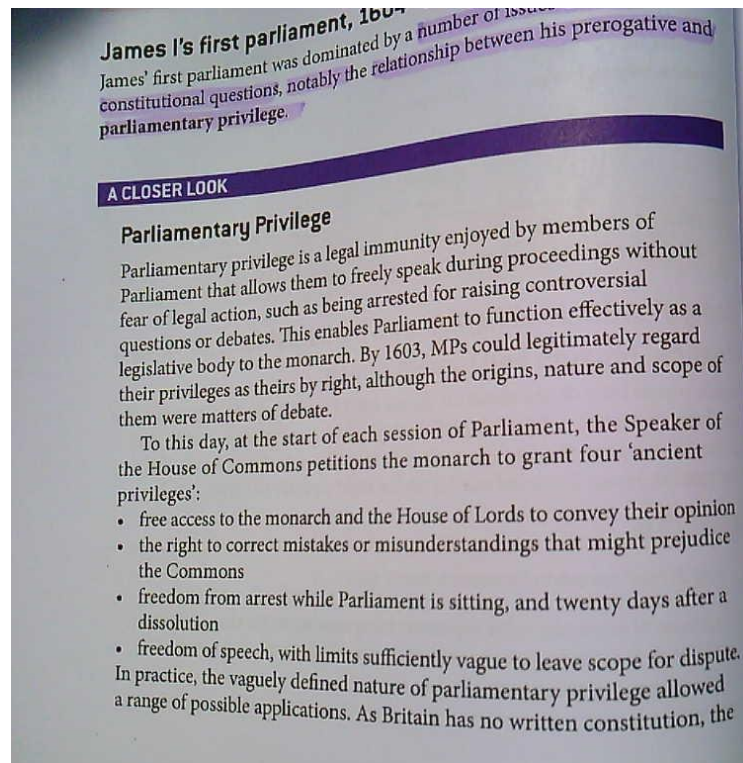 James I's first parliament,
James' first parliament was dominated by a number of issues
constitutional questions, notably the relationship between his prerogative and
parliamentary privilege.
A CLOSER LOOK
Parliamentary Privilege
Parliamentary privilege is a legal immunity enjoyed by members of
Parliament that allows them to freely speak during proceedings without
fear of legal action, such as being arrested for raising controversial
questions or debates. This enables Parliament to function effectively as a
legislative body to the monarch. By 1603, MPs could legitimately regard
their privileges as theirs by right, although the origins, nature and scope of
them were matters of debate.
To this day, at the start of each session of Parliament, the Speaker of
the House of Commons petitions the monarch to grant four 'ancient
privileges':
• free access to the monarch and the House of Lords to convey their opinion
• the right to correct mistakes or misunderstandings that might prejudice
the Commons
• freedom from arrest while Parliament is sitting, and twenty days after a
dissolution
• freedom of speech, with limits sufficiently vague to leave scope for dispute.
In practice, the vaguely defined nature of parliamentary privilege allowed
a range of possible applications. As Britain has no written constitution, the